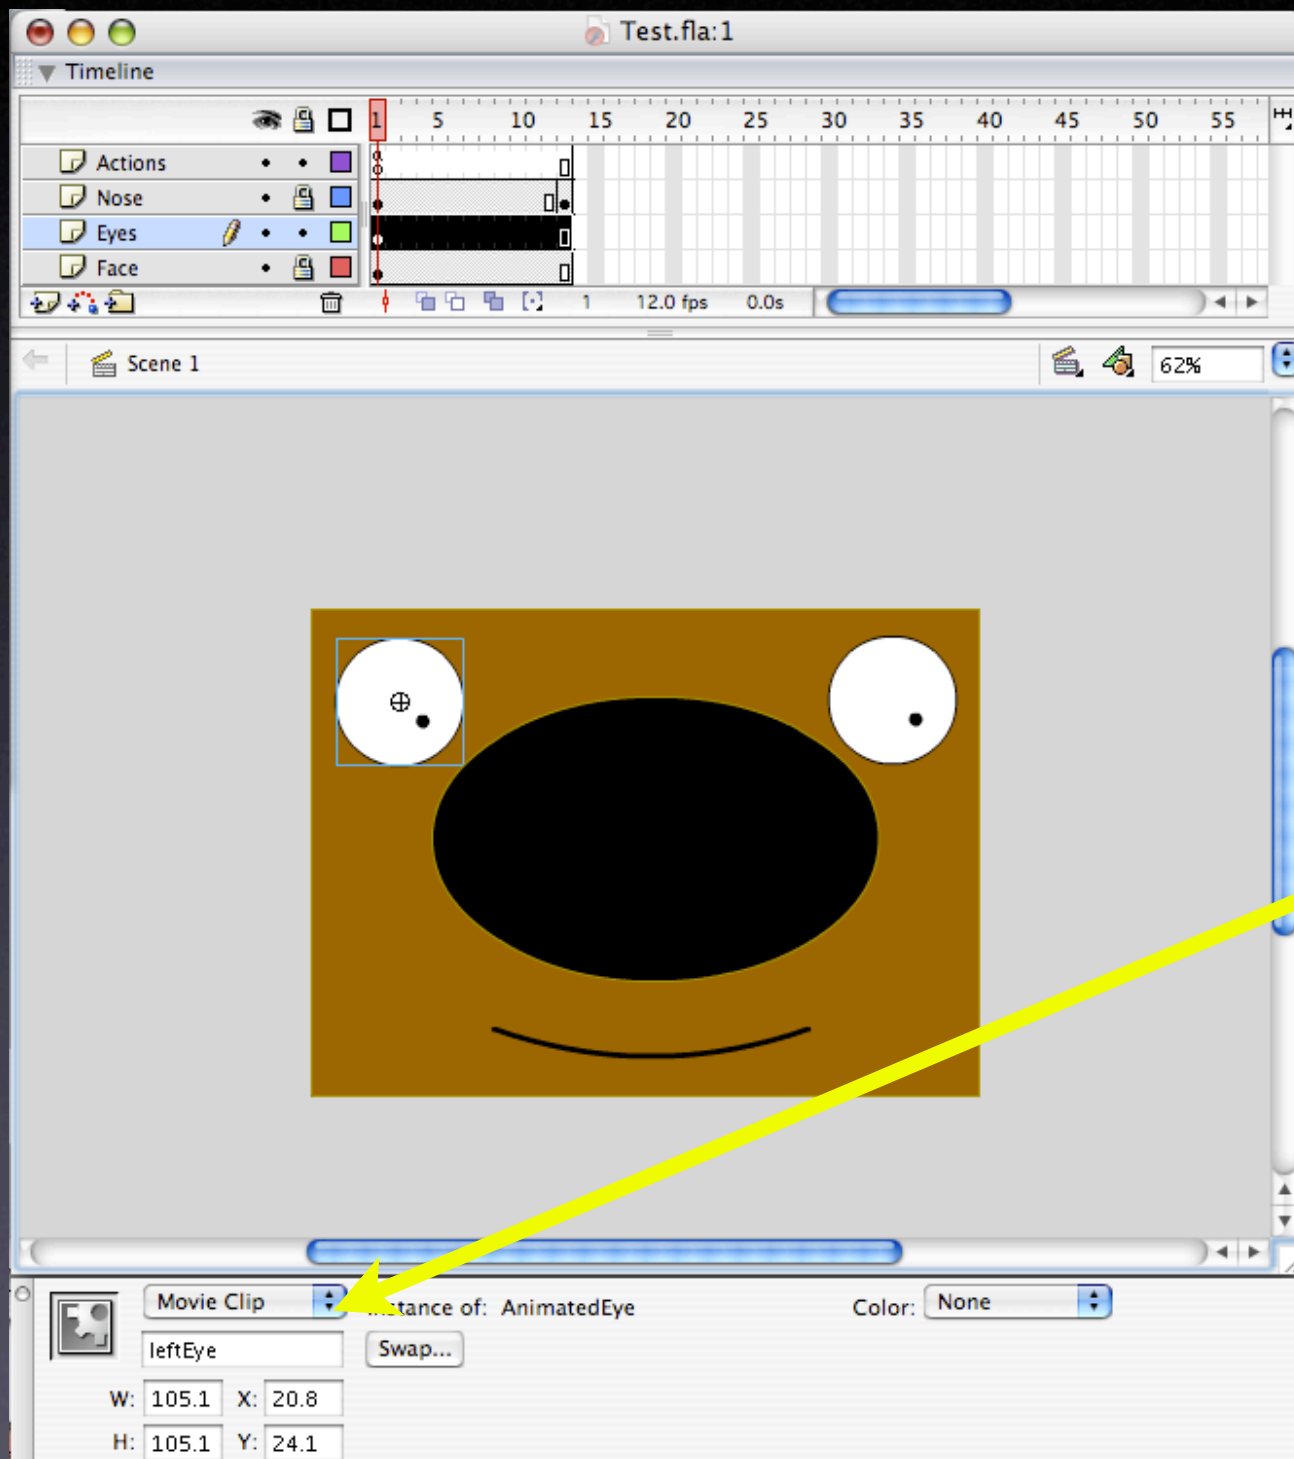 Test.fla:1
Timeline
1 5 10 15 20 25 30 35 40 45 50 55
Actions
Nose
Eyes
Face
1 12.0 fps 0.0s
Scene 1 62%
Movie Clip of: AnimatedEye Color: None
leftEye Swap...
W: 105.1 X: 20.8
H: 105.1 Y: 24.1